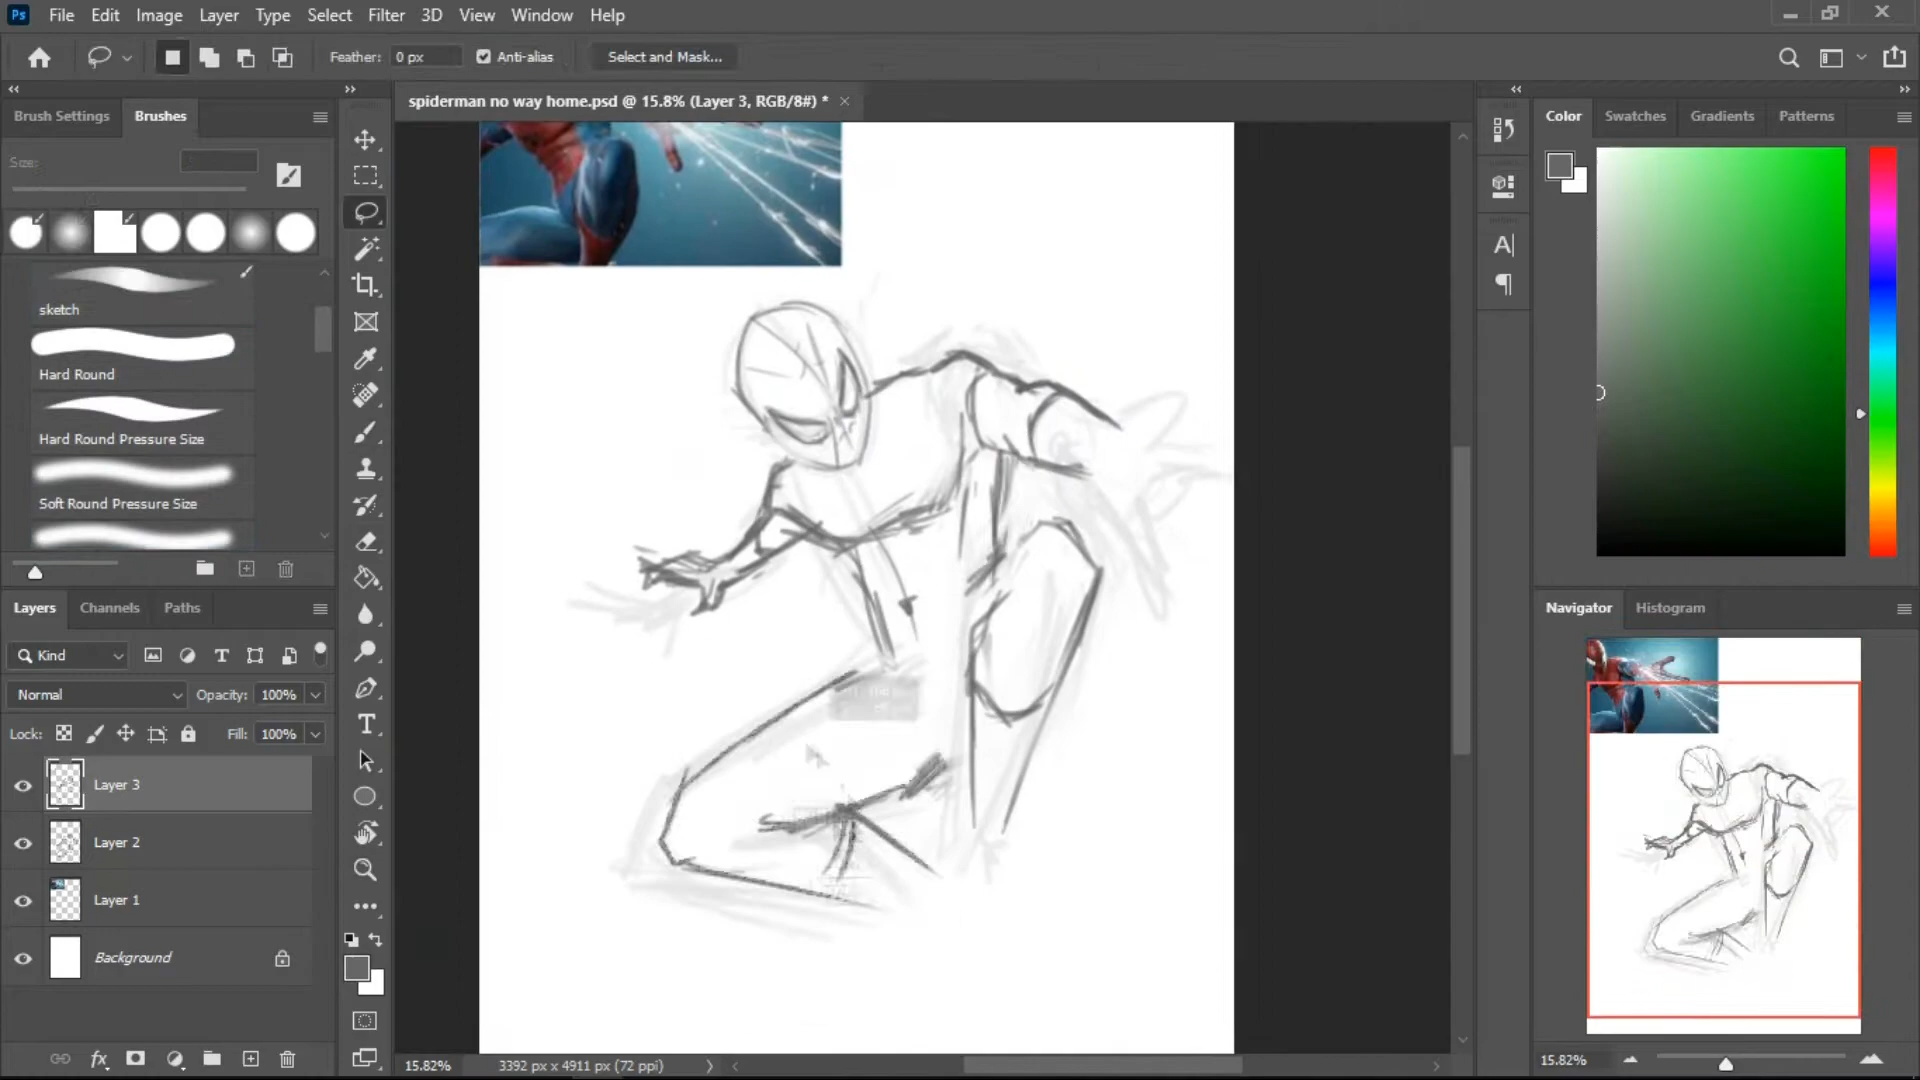 Ps File Edit Image Layer Type Select Filter 3D View Window Help
Feather: 0 px Anti-alias Select and Mask...
spiderman no way home.psd @ 15.8% (Layer 3, RGB/8#) * ×
Brush Settings Brushes
Size:
sketch
Hard Round
Hard Round Pressure Size
Soft Round Pressure Size
Layers Channels Paths
Kind
Normal Opacity: 100%
Lock: Fill: 100%
Layer 3
Layer 2
Layer 1
Background
fx
15.82% 3392 px x 4911 px (72 ppi)
Color Swatches Gradients Patterns
Navigator Histogram
15.82%